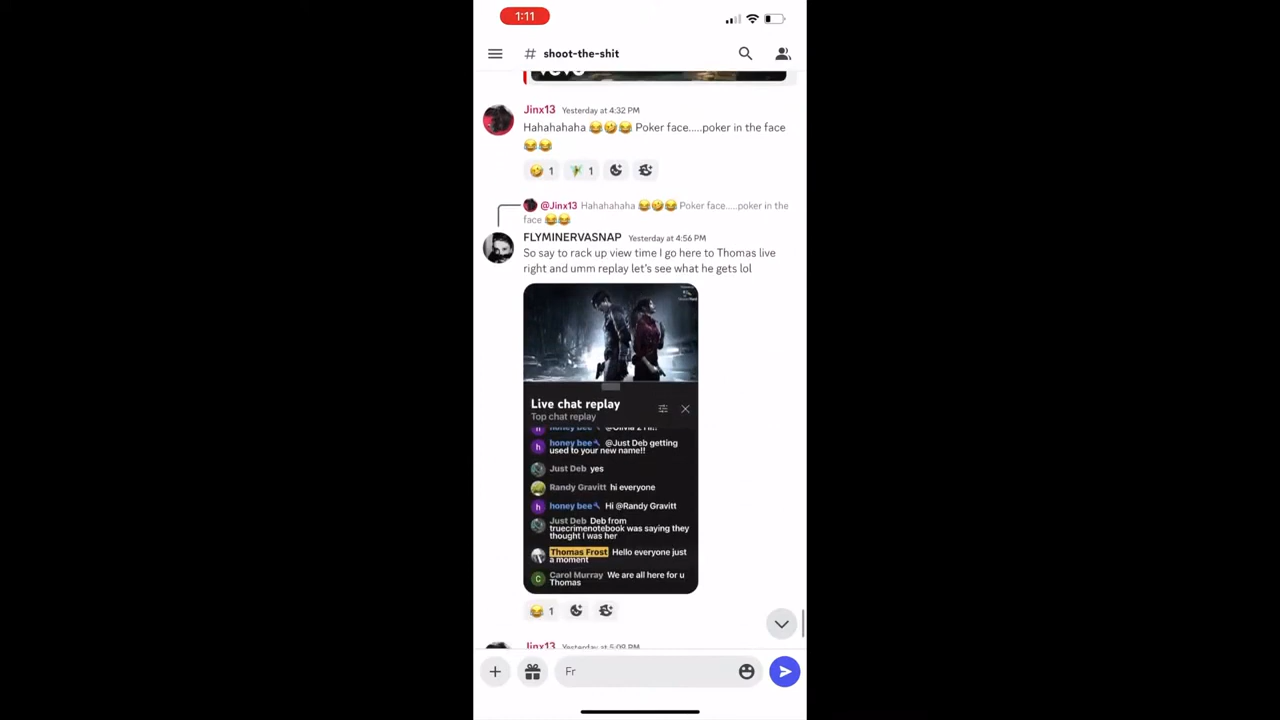 1:11
# shoot-the-shit
Jinx13 Yesterday at 4:32 PM
Hahahahaha 😂🤣😂 Poker face.....poker in the face
😂😂
🤣 1 1
@Jinx13 Hahahahaha 😂🤣😂 Poker face.....poker in the
face 😂😂
FLYMINERVASNAP Yesterday at 4:56 PM
So say to rack up view time I go here to Thomas live
right and umm replay let's see what he gets lol
Live chat replay
Top chat replay
honey bee @Olivia 2 Hi!!
honey bee @Just Deb getting
used to your new name!!
Just Deb yes
Randy Gravitt hi everyone
honey bee Hi @Randy Gravitt
Just Deb Deb from
truecrimenotebook was saying they
thought I was her
Thomas Frost Hello everyone just
a moment
Carol Murray We are all here for u
Thomas
😂 1
Jinx13 Yesterday at 5:09 PM
Fr